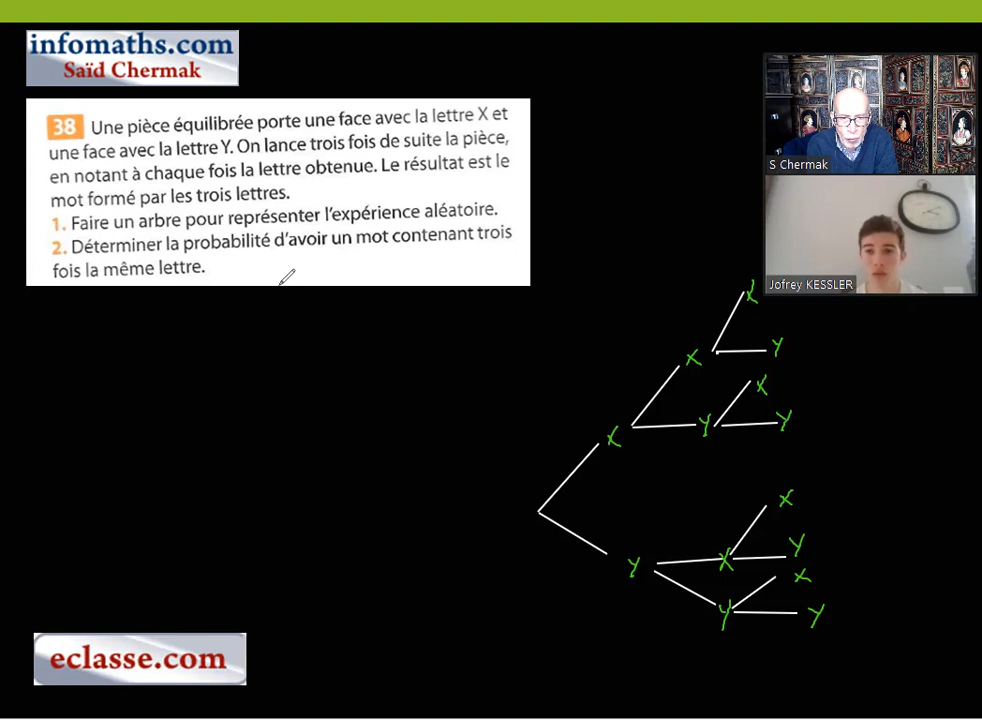 infomaths.com
Saïd Chermak
38 Une pièce équilibrée porte une face avec la lettre X et
une face avec la lettre Y. On lance trois fois de suite la pièce,
en notant à chaque fois la lettre obtenue. Le résultat est le
mot formé par les trois lettres.
1. Faire un arbre pour représenter l'expérience aléatoire.
2. Déterminer la probabilité d'avoir un mot contenant trois
fois la même lettre.
S Chermak
Jofrey KESSLER
X
X Y
X
X Y Y
X
Y X Y
X
Y Y
eclasse.com